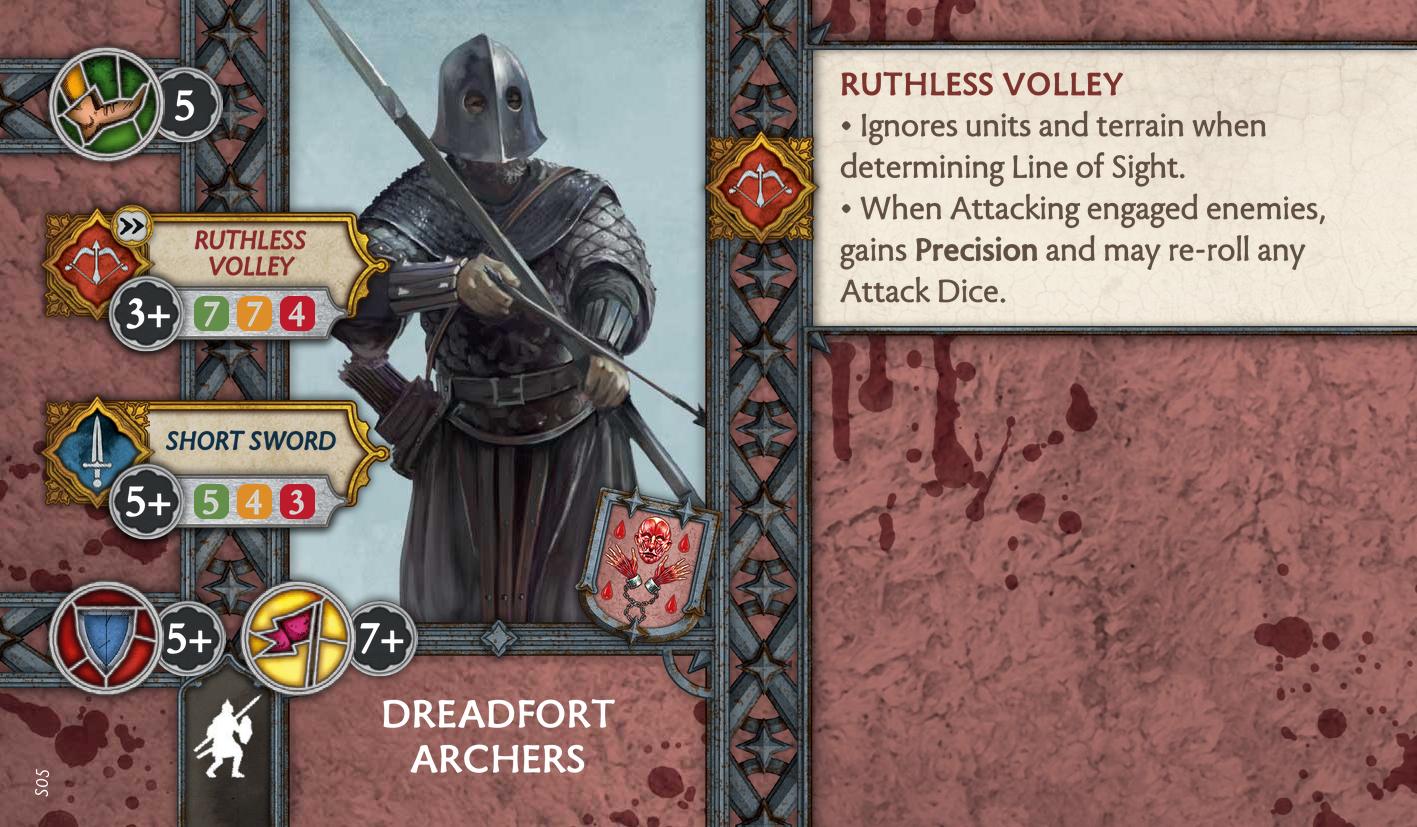 5
RUTHLESS
VOLLEY
3+ 7 7 4
SHORT SWORD
5+ 5 4 3
5+ 7+
DREADFORT
ARCHERS
S05
RUTHLESS VOLLEY
• Ignores units and terrain when
determining Line of Sight.
• When Attacking engaged enemies,
gains Precision and may re-roll any
Attack Dice.